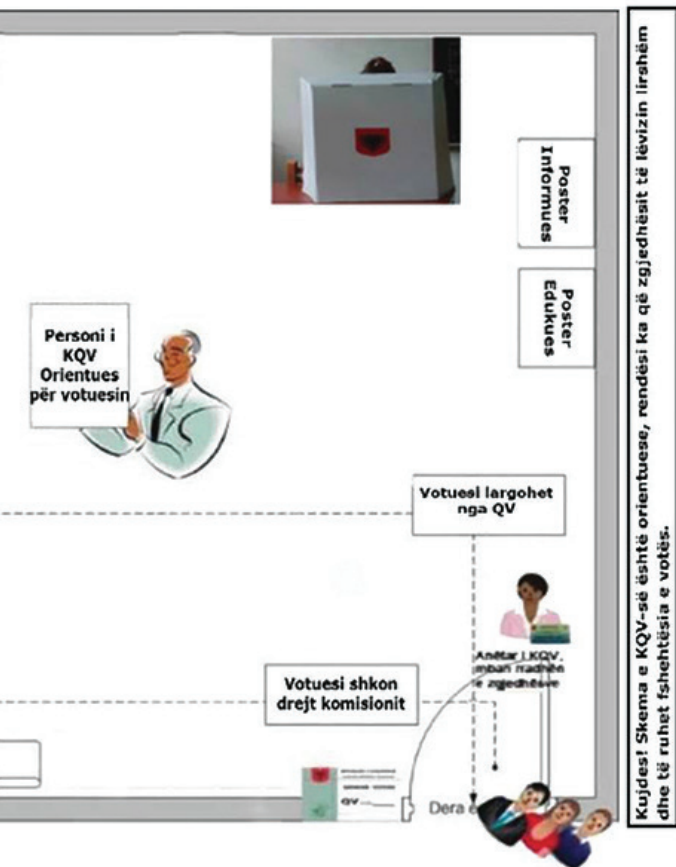 Poster
Informues
Poster
Edukues
Personi i
KQV
Orientues
për votuesin
Votuesi largohet
nga QV
Anëtar i KQV,
mban rradhën
e zgjedhësve
Votuesi shkon
drejt komisionit
QV
Dera e
Kujdes! Skema e KQV-së është orientuese, rendësi ka që zgjedhësit të lëvizin lirshëm
dhe të ruhet fshehtësia e votës.